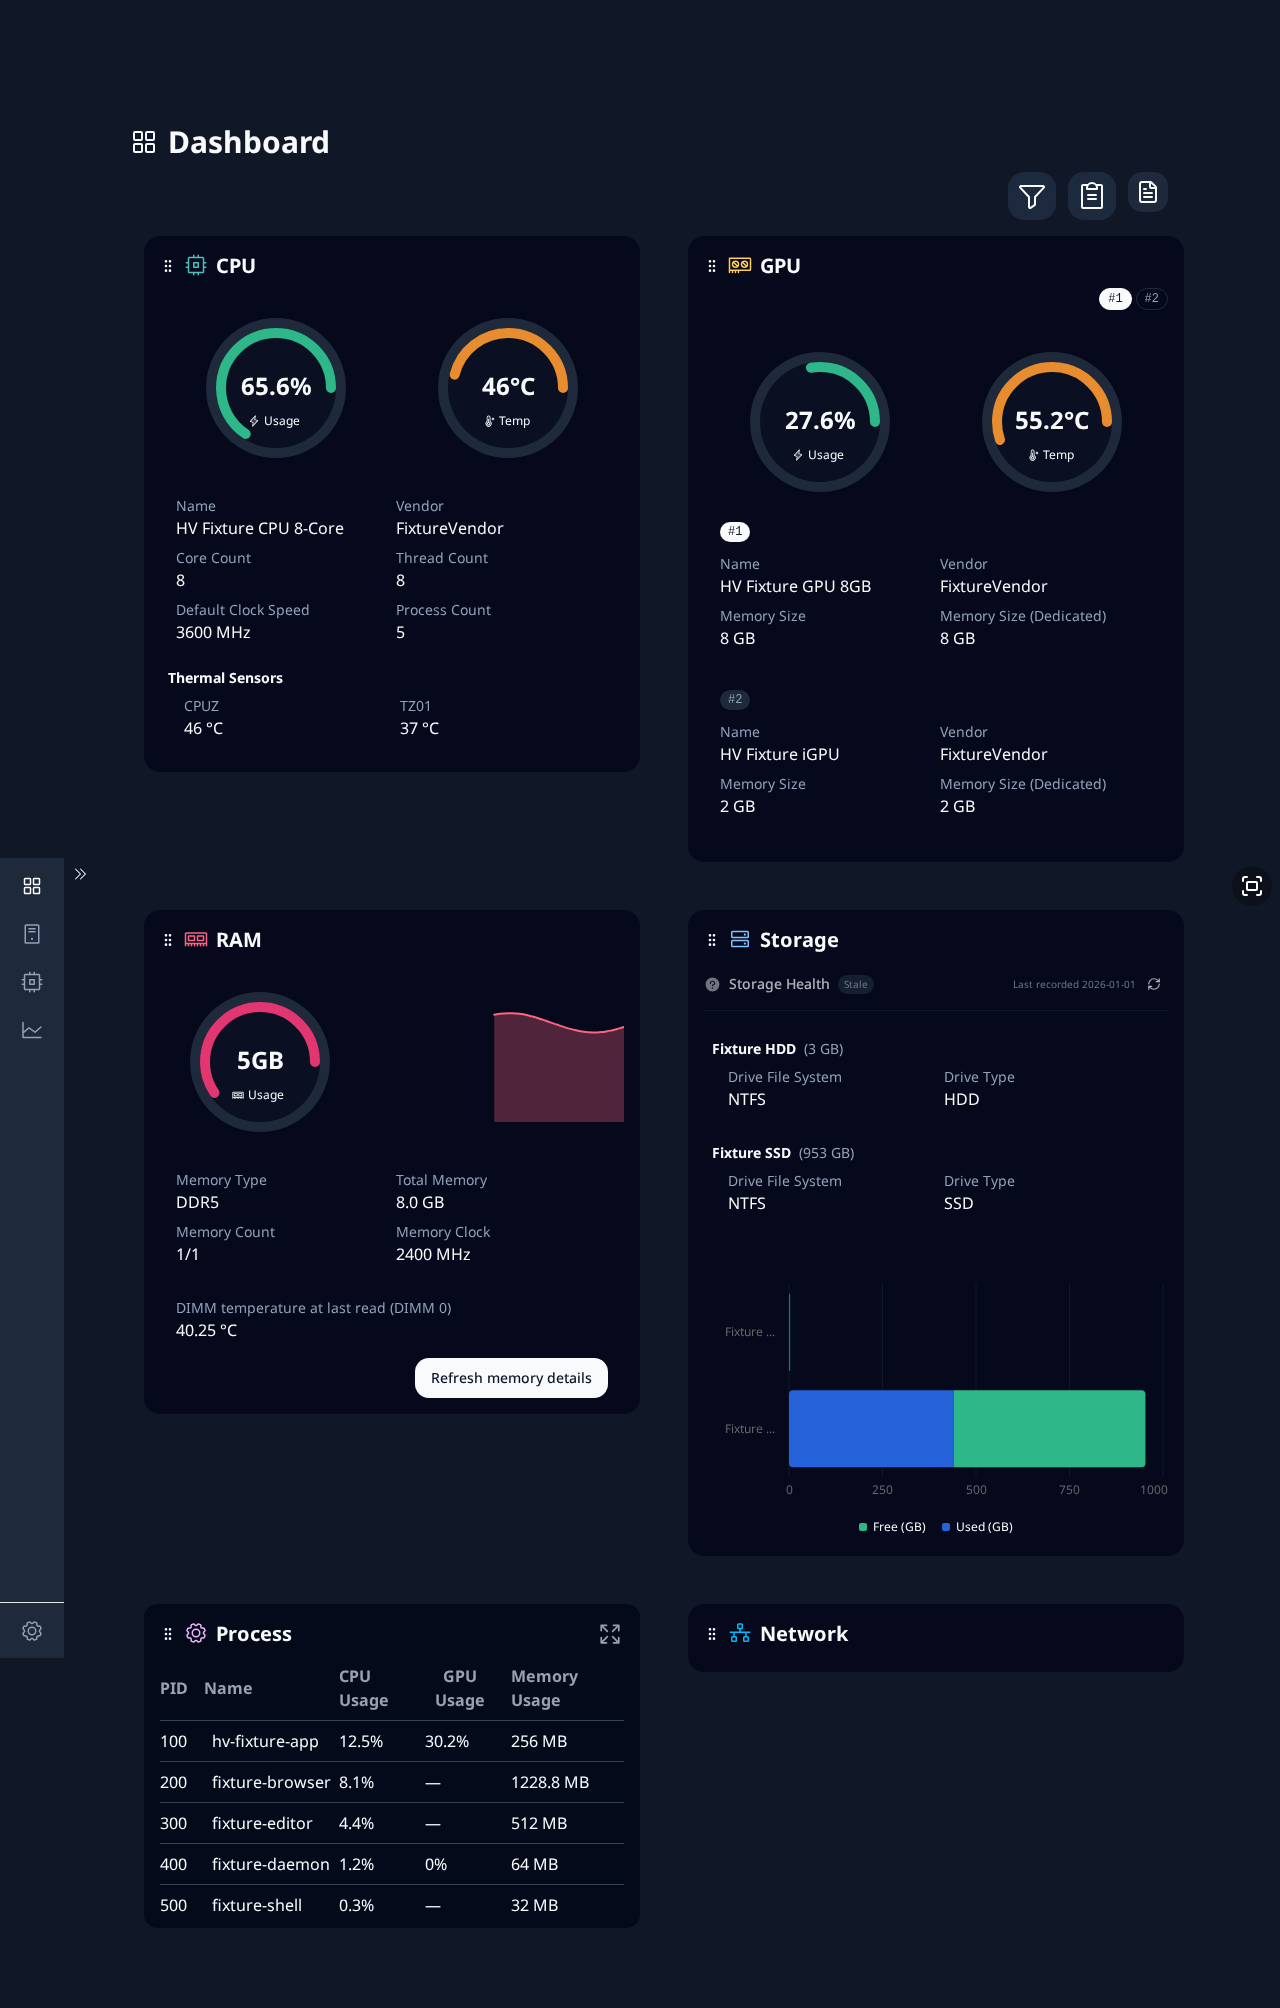 Dashboard
CPU
65.6%
Usage
46°C
Temp
Name
HV Fixture CPU 8-Core
Vendor
FixtureVendor
Core Count
8
Thread Count
8
Default Clock Speed
3600 MHz
Process Count
5
Thermal Sensors
CPUZ
46 °C
TZ01
37 °C
GPU
#1 #2
27.6%
Usage
55.2°C
Temp
#1
Name
HV Fixture GPU 8GB
Vendor
FixtureVendor
Memory Size
8 GB
Memory Size (Dedicated)
8 GB
#2
Name
HV Fixture iGPU
Vendor
FixtureVendor
Memory Size
2 GB
Memory Size (Dedicated)
2 GB
RAM
5GB
Usage
Memory Type
DDR5
Total Memory
8.0 GB
Memory Count
1/1
Memory Clock
2400 MHz
DIMM temperature at last read (DIMM 0)
40.25 °C
Refresh memory details
Storage
Storage Health Stale Last recorded 2026-01-01
Fixture HDD (3 GB)
Drive File System
NTFS
Drive Type
HDD
Fixture SSD (953 GB)
Drive File System
NTFS
Drive Type
SSD
Fixture ...
Fixture ...
0 250 500 750 1000
Free (GB) Used (GB)
Process
PID Name CPU Usage GPU Usage Memory Usage
100 hv-fixture-app 12.5% 30.2% 256 MB
200 fixture-browser 8.1% — 1228.8 MB
300 fixture-editor 4.4% — 512 MB
400 fixture-daemon 1.2% 0% 64 MB
500 fixture-shell 0.3% — 32 MB
Network